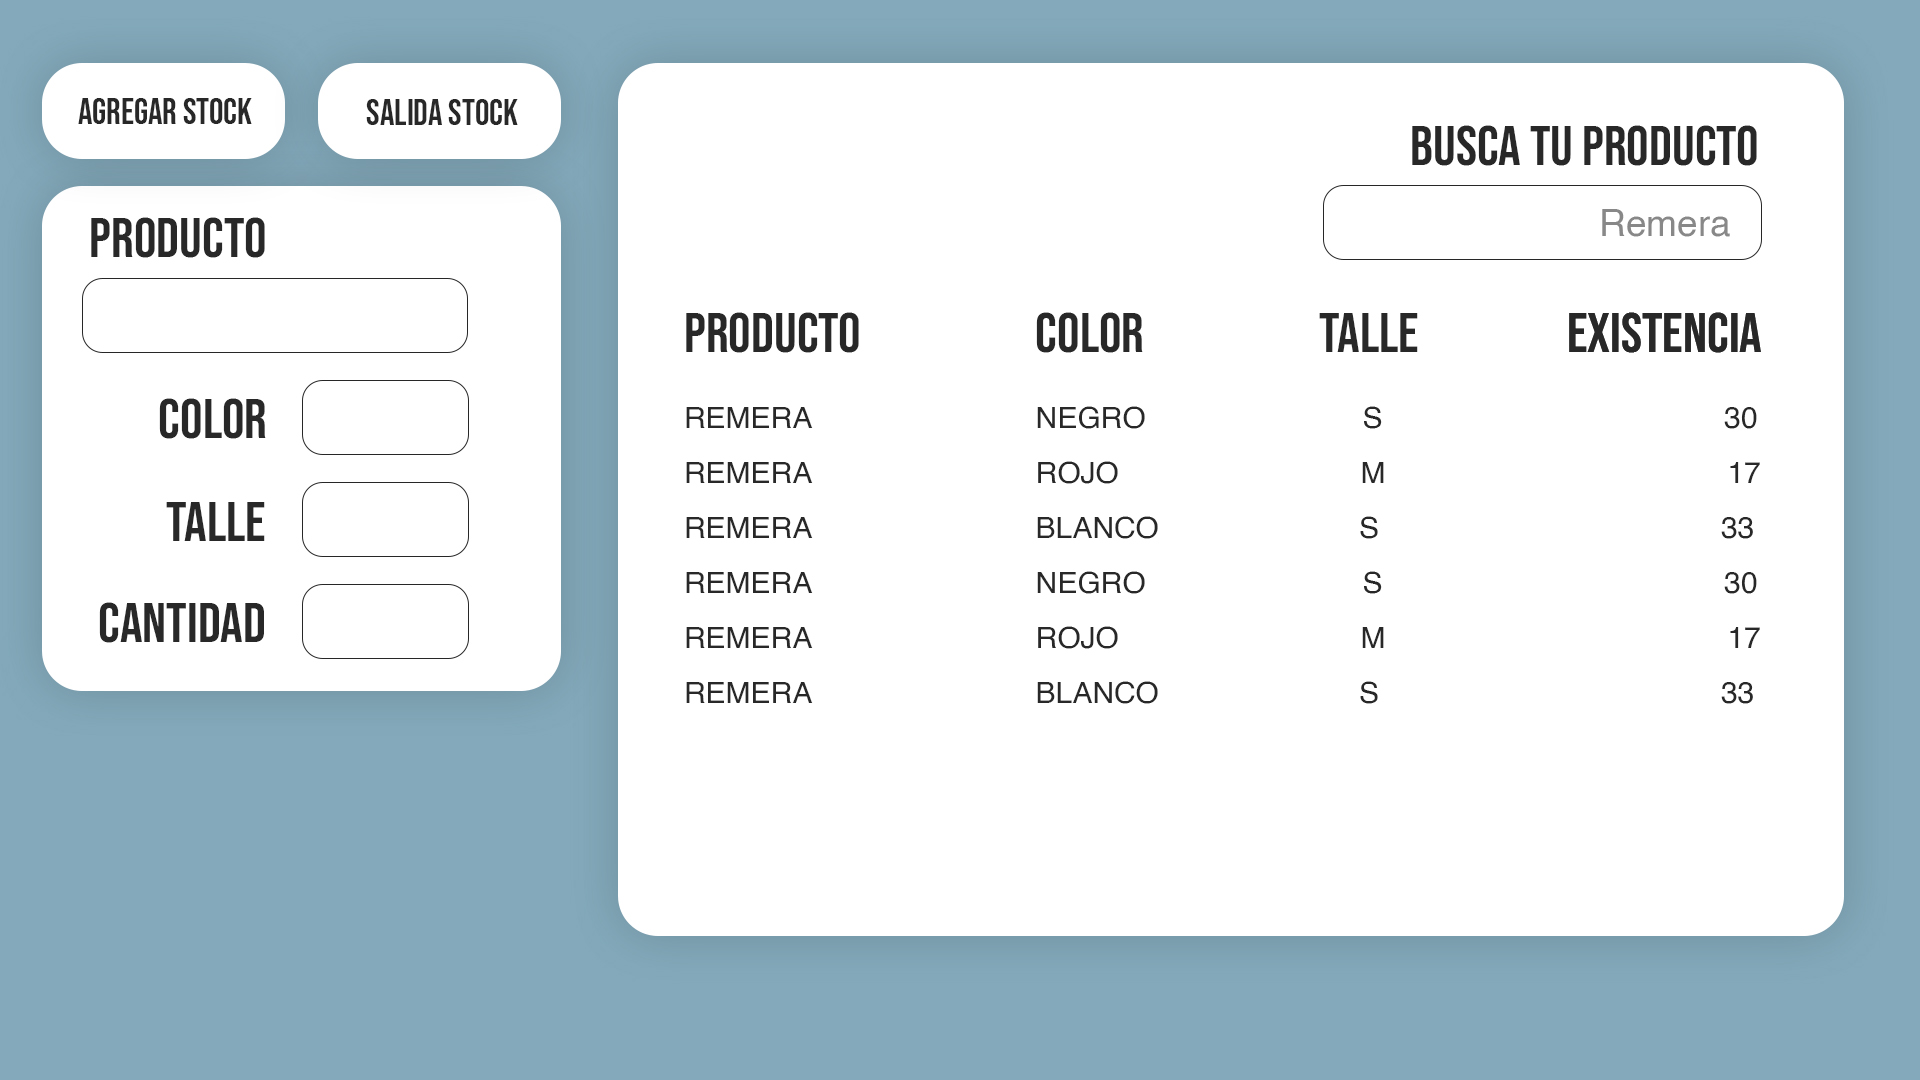 AGREGAR STOCK
SALIDA STOCK
PRODUCTO
COLOR
TALLE
CANTIDAD
BUSCA TU PRODUCTO
Remera
PRODUCTO COLOR TALLE EXISTENCIA
REMERA NEGRO S 30
REMERA ROJO M 17
REMERA BLANCO S 33
REMERA NEGRO S 30
REMERA ROJO M 17
REMERA BLANCO S 33